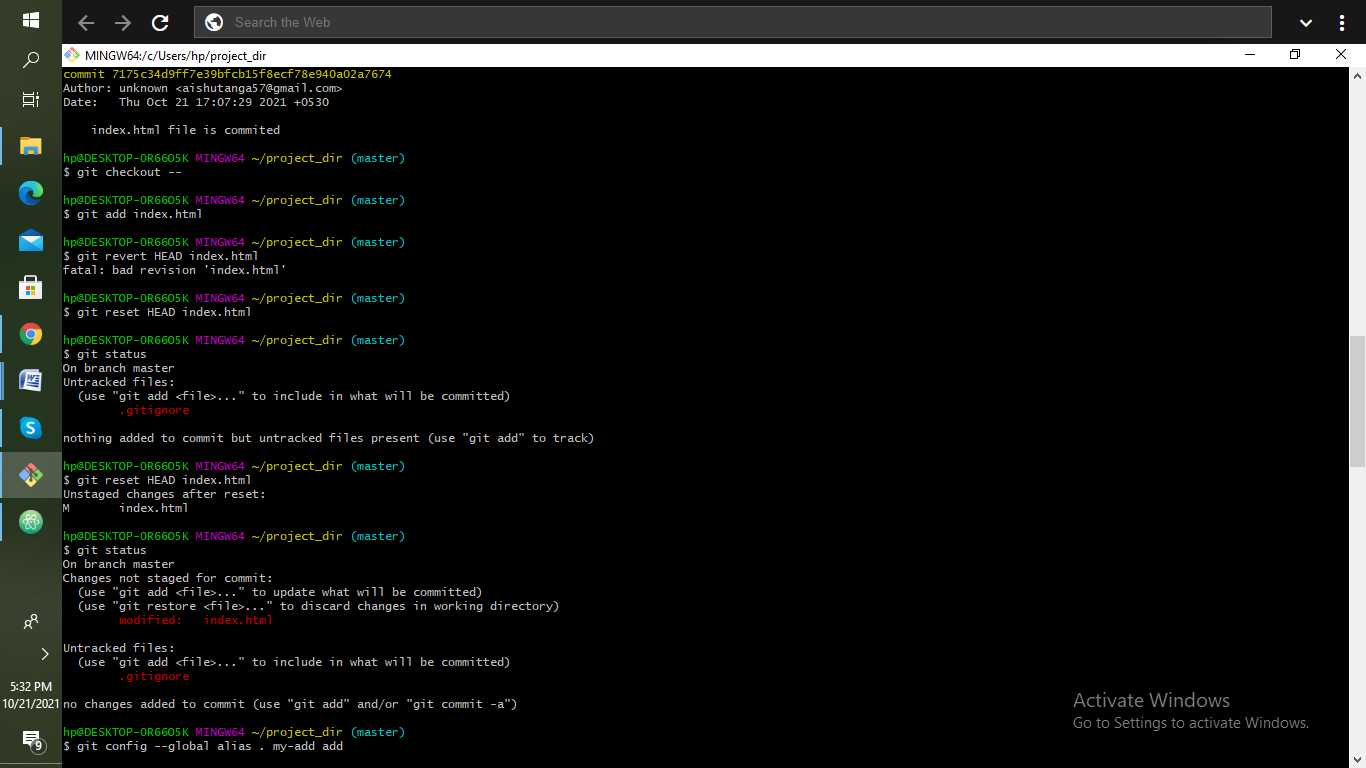 Search the Web
MINGW64:/c/Users/hp/project_dir
commit 7175c34d9ff7e39bfcb15f8ecf78e940a02a7674
Author: unknown <aishutanga57@gmail.com>
Date:   Thu Oct 21 17:07:29 2021 +0530
    index.html file is commited
hp@DESKTOP-OR66O5K MINGW64 ~/project_dir (master)
$ git checkout --
hp@DESKTOP-OR66O5K MINGW64 ~/project_dir (master)
$ git add index.html
hp@DESKTOP-OR66O5K MINGW64 ~/project_dir (master)
$ git revert HEAD index.html
fatal: bad revision 'index.html'
hp@DESKTOP-OR66O5K MINGW64 ~/project_dir (master)
$ git reset HEAD index.html
hp@DESKTOP-OR66O5K MINGW64 ~/project_dir (master)
$ git status
On branch master
Untracked files:
  (use "git add <file>..." to include in what will be committed)
        .gitignore
nothing added to commit but untracked files present (use "git add" to track)
hp@DESKTOP-OR66O5K MINGW64 ~/project_dir (master)
$ git reset HEAD index.html
Unstaged changes after reset:
M       index.html
hp@DESKTOP-OR66O5K MINGW64 ~/project_dir (master)
$ git status
On branch master
Changes not staged for commit:
  (use "git add <file>..." to update what will be committed)
  (use "git restore <file>..." to discard changes in working directory)
        modified:   index.html
Untracked files:
  (use "git add <file>..." to include in what will be committed)
        .gitignore
no changes added to commit (use "git add" and/or "git commit -a")
hp@DESKTOP-OR66O5K MINGW64 ~/project_dir (master)
$ git config --global alias . my-add add
5:32 PM
10/21/2021
9
Activate Windows
Go to Settings to activate Windows.